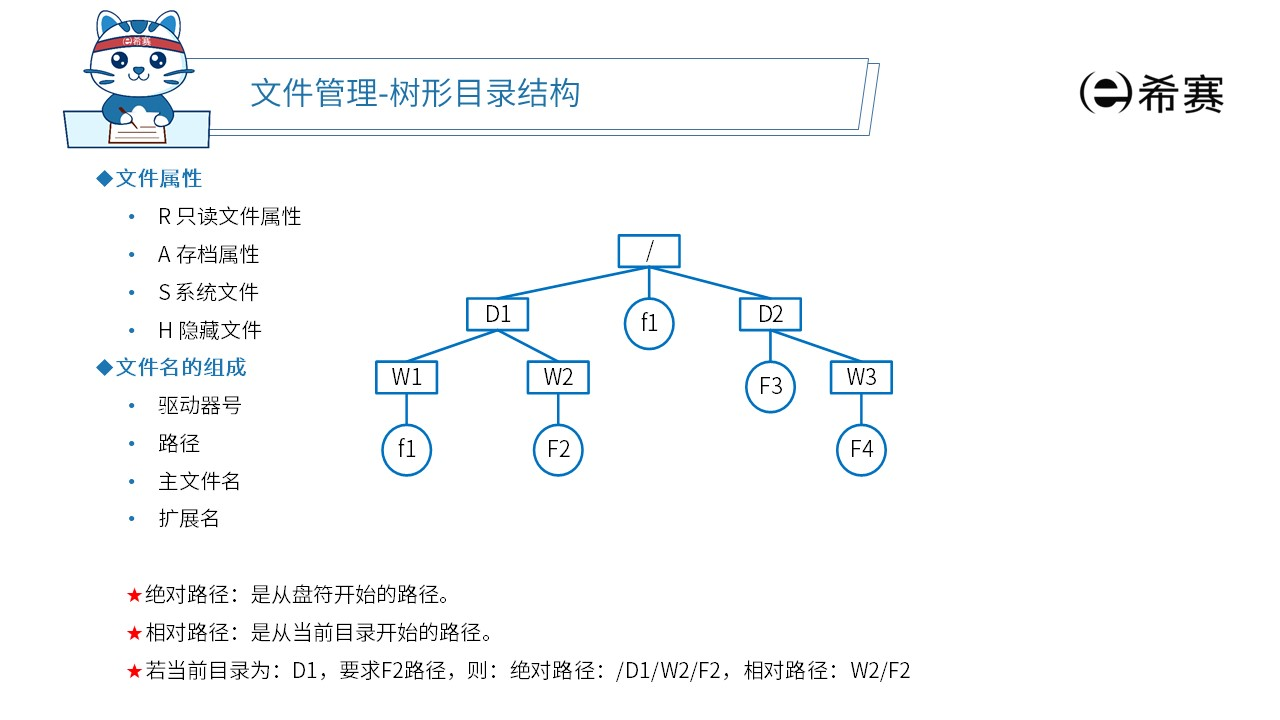 希赛
文件管理-树形目录结构
希赛
◆文件属性
• R 只读文件属性
• A 存档属性
• S 系统文件
• H 隐藏文件
◆文件名的组成
• 驱动器号
• 路径
• 主文件名
• 扩展名
/
D1
f1
D2
W1
W2
F3
W3
f1
F2
F4
★绝对路径：是从盘符开始的路径。
★相对路径：是从当前目录开始的路径。
★若当前目录为：D1，要求F2路径，则：绝对路径：/D1/W2/F2，相对路径：W2/F2